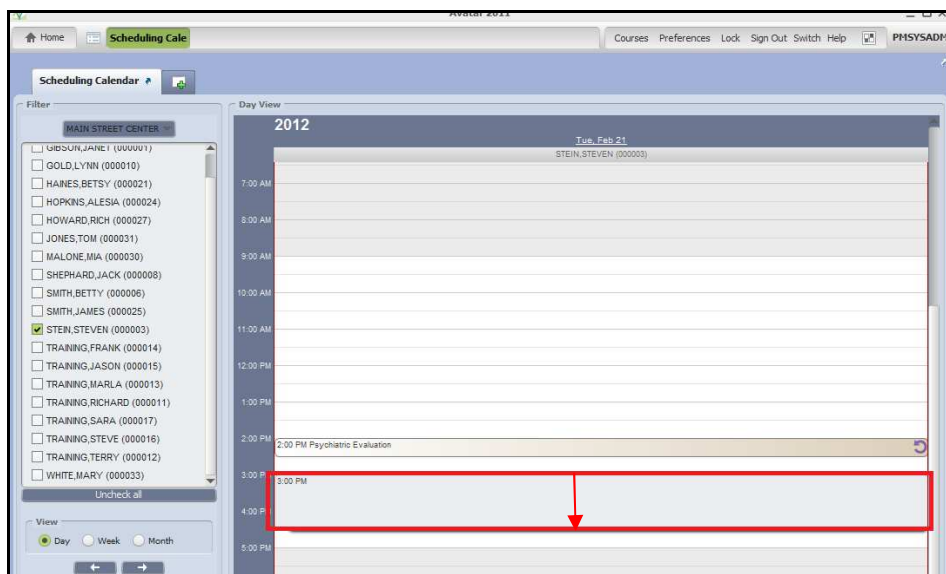 Avatar 2011
Home
Scheduling Cale
Courses Preferences Lock Sign Out Switch Help
PMSYSADM
Scheduling Calendar
Filter
MAIN STREET CENTER
GIBSON,JANET (000001)
GOLD,LYNN (000010)
HAINES,BETSY (000021)
HOPKINS,ALESIA (000024)
HOWARD,RICH (000027)
JONES,TOM (000031)
MALONE,MIA (000030)
SHEPHARD,JACK (000008)
SMITH,BETTY (000006)
SMITH,JAMES (000025)
STEIN,STEVEN (000003)
TRAINING,FRANK (000014)
TRAINING,JASON (000015)
TRAINING,MARLA (000013)
TRAINING,RICHARD (000011)
TRAINING,SARA (000017)
TRAINING,STEVE (000016)
TRAINING,TERRY (000012)
WHITE,MARY (000033)
Uncheck all
View
Day Week Month
Day View
2012
Tue, Feb 21
STEIN,STEVEN (000003)
7:00 AM
8:00 AM
9:00 AM
10:00 AM
11:00 AM
12:00 PM
1:00 PM
2:00 PM
2:00 PM Psychiatric Evaluation
3:00 P
3:00 PM
4:00 P
5:00 PM